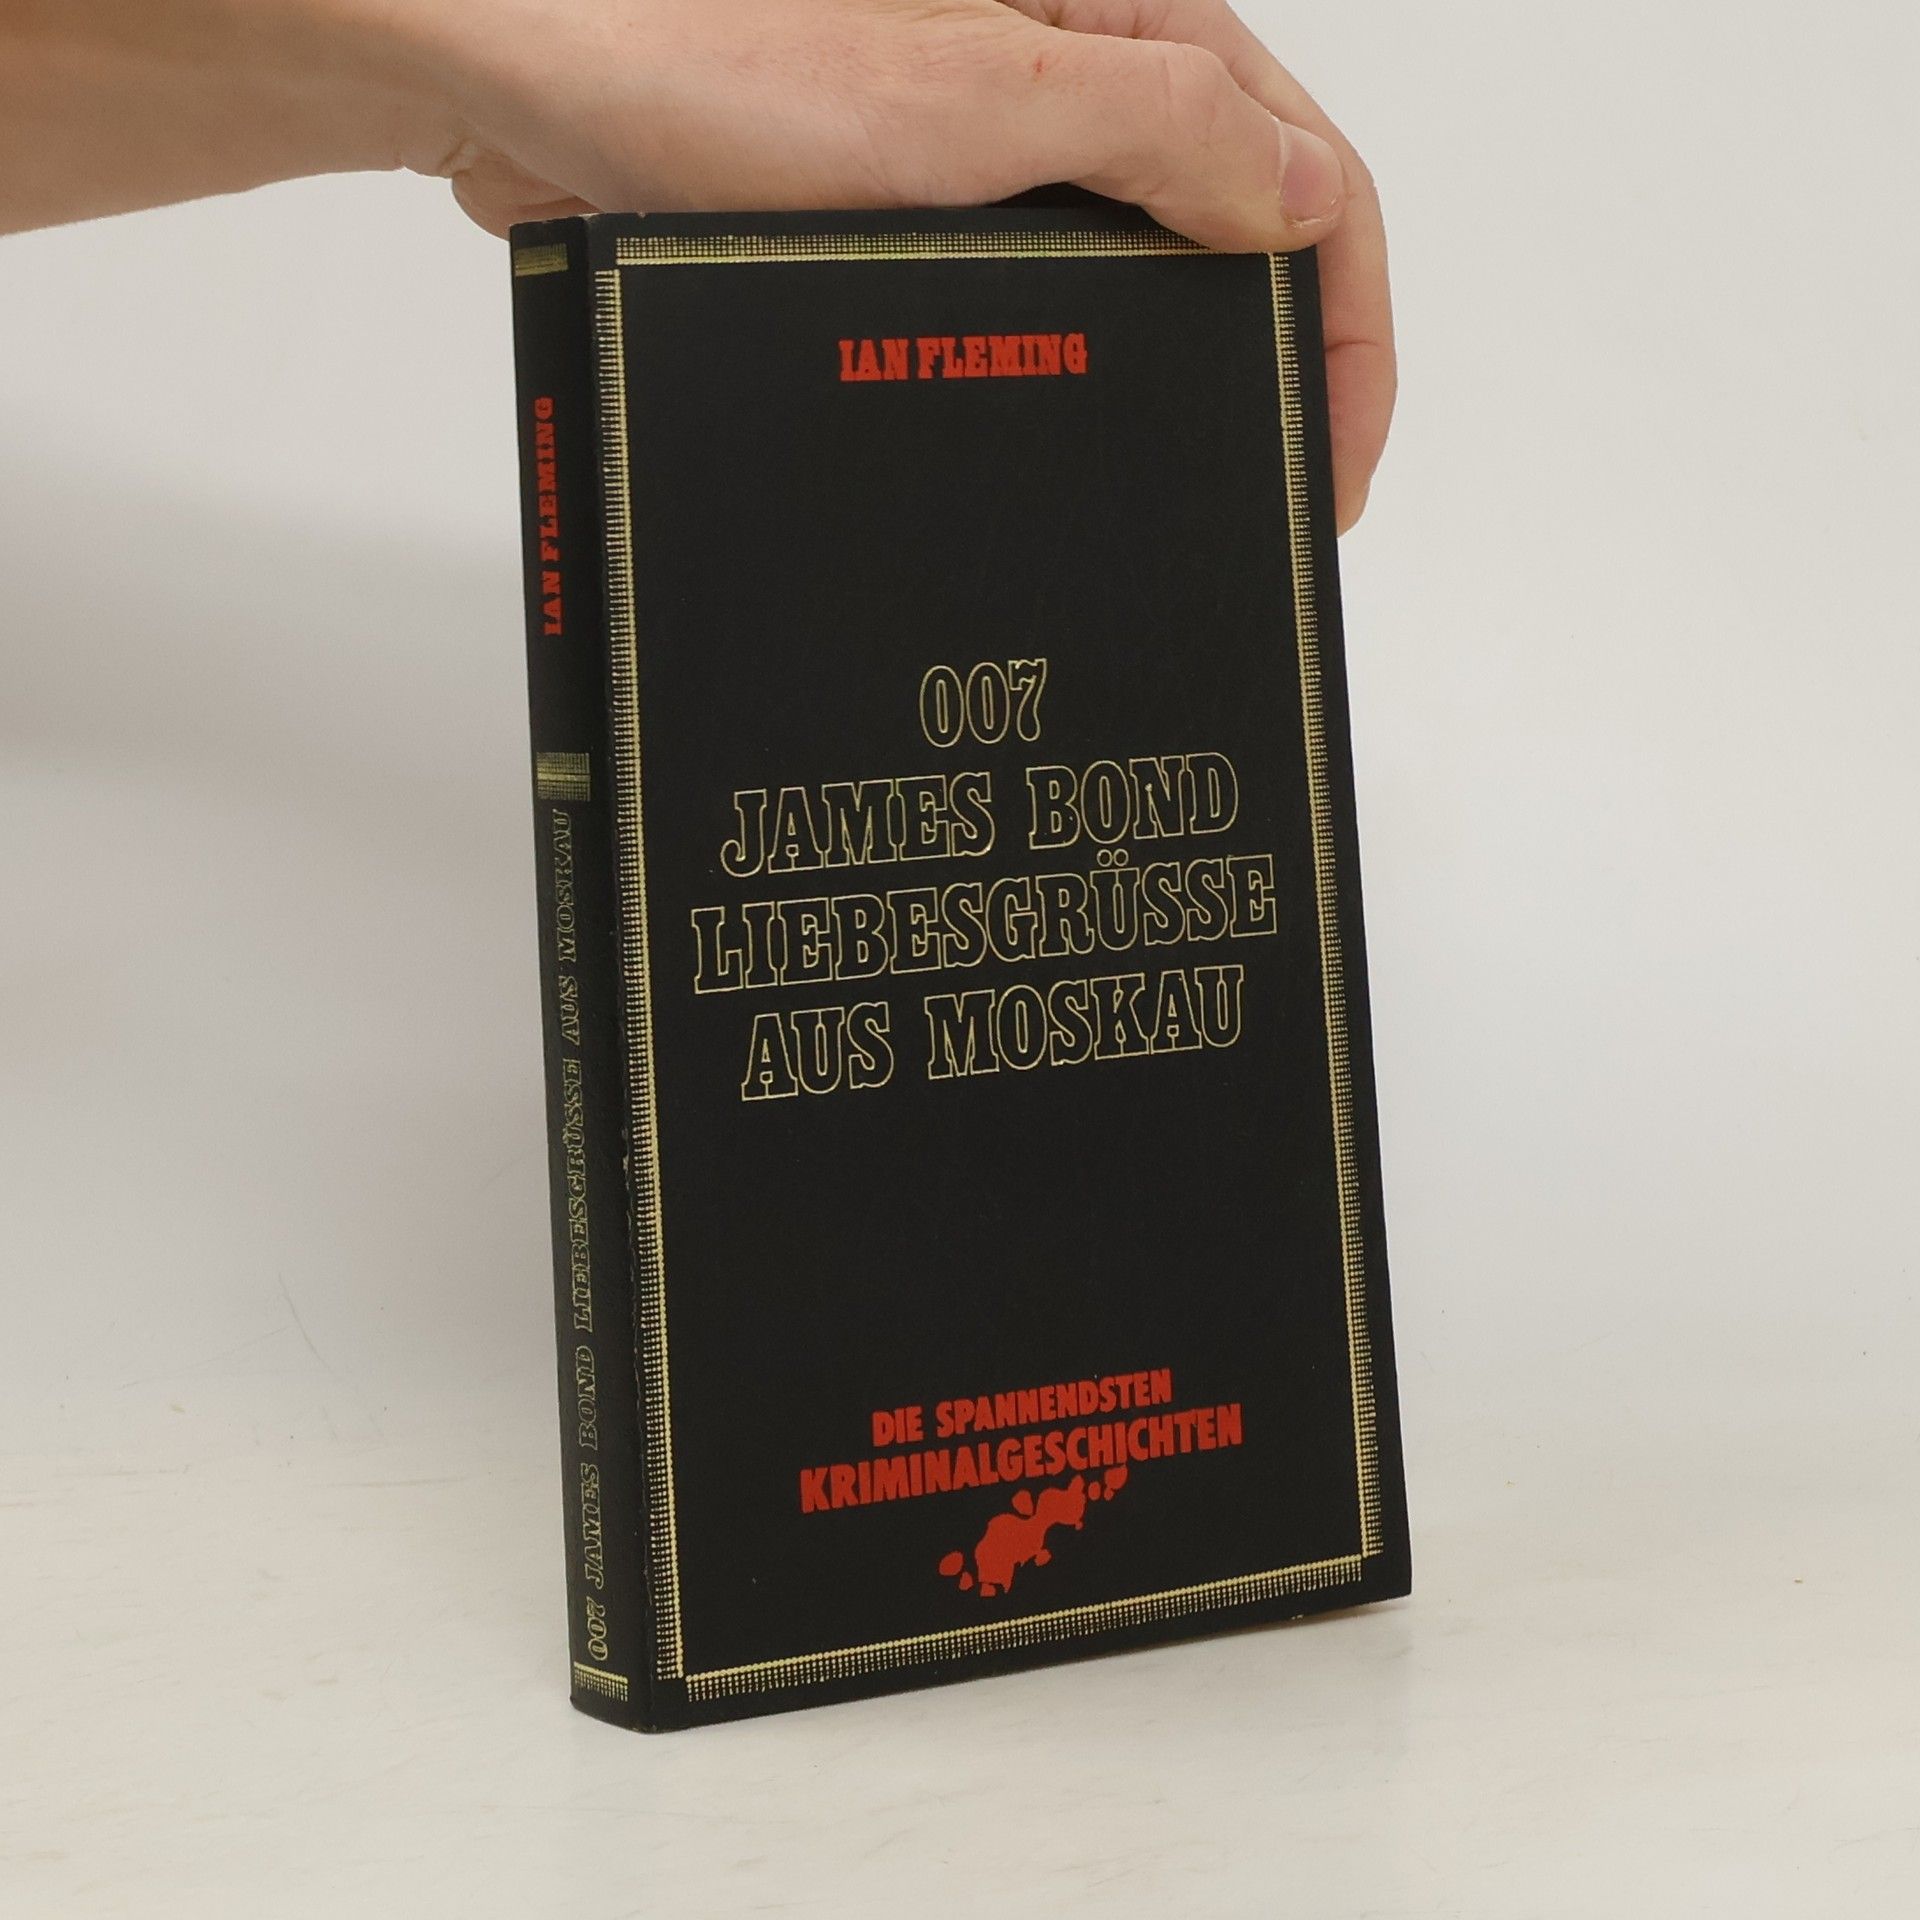 IAN FLEMING
007
JAMES BOND
LIEBESGRÜSSE
AUS MOSKAU
DIE SPANNENDSTEN
KRIMINALGESCHICHTEN
IAN FLEMING
007 JAMES BOND LIEBESGRÜSSE AUS MOSKAU